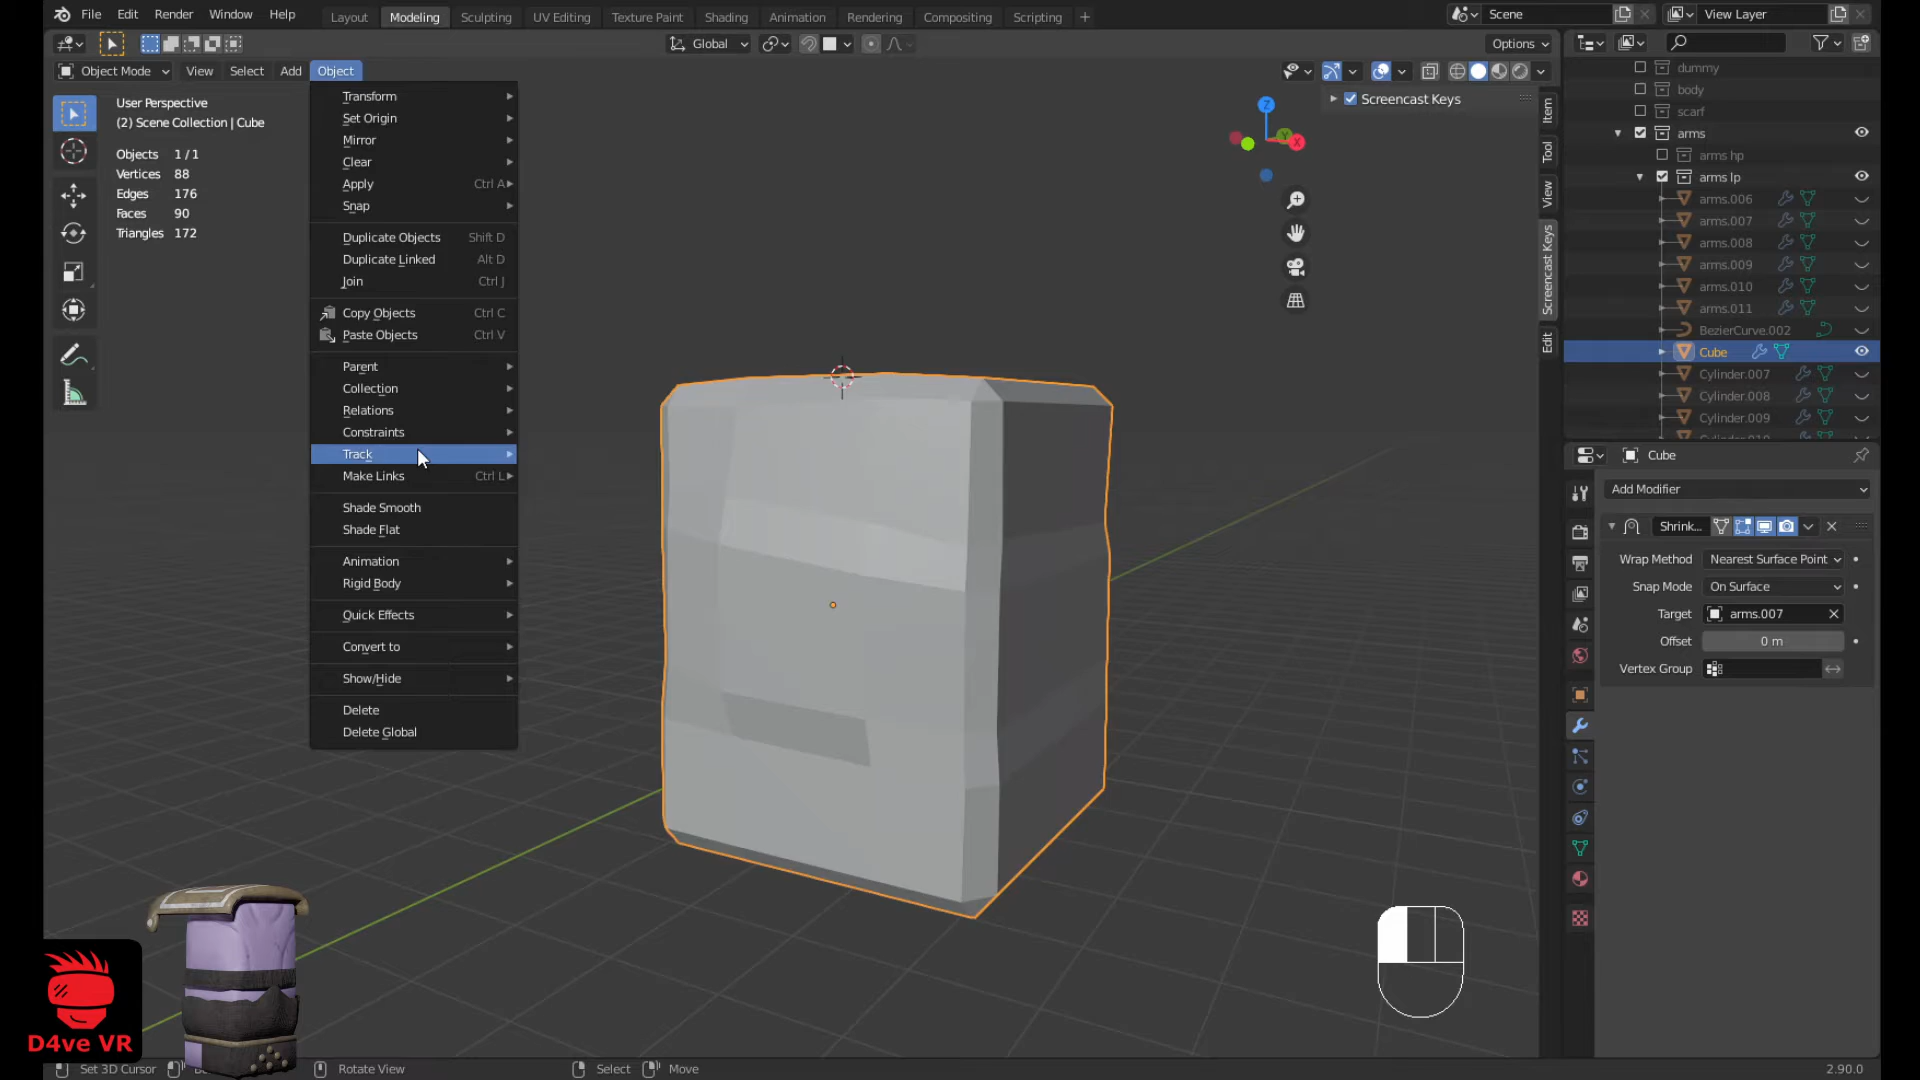 File Edit Render Window Help Layout Modeling Sculpting UV Editing Texture Paint Shading Animation Rendering Compositing Scripting + Scene View Layer
Global Options
Object Mode View Select Add Object
User Perspective
(2) Scene Collection | Cube
Objects 1 / 1
Vertices 88
Edges 176
Faces 90
Triangles 172
Transform
Set Origin
Mirror
Clear
Apply Ctrl A
Snap
Duplicate Objects Shift D
Duplicate Linked Alt D
Join Ctrl J
Copy Objects Ctrl C
Paste Objects Ctrl V
Parent
Collection
Relations
Constraints
Track
Make Links Ctrl L
Shade Smooth
Shade Flat
Animation
Rigid Body
Quick Effects
Convert to
Show/Hide
Delete
Delete Global
Z
Y
X
Screencast Keys
Item
Tool
View
Screencast Keys
Edit
dummy
body
scarf
arms
arms hp
arms lp
arms.006
arms.007
arms.008
arms.009
arms.010
arms.011
BezierCurve.002
Cube
Cylinder.007
Cylinder.008
Cylinder.009
Cube
Add Modifier
Shrink...
Wrap Method Nearest Surface Point
Snap Mode On Surface
Target arms.007
Offset 0 m
Vertex Group
D4ve VR
Set 3D Cursor Rotate View Select Move 2.90.0